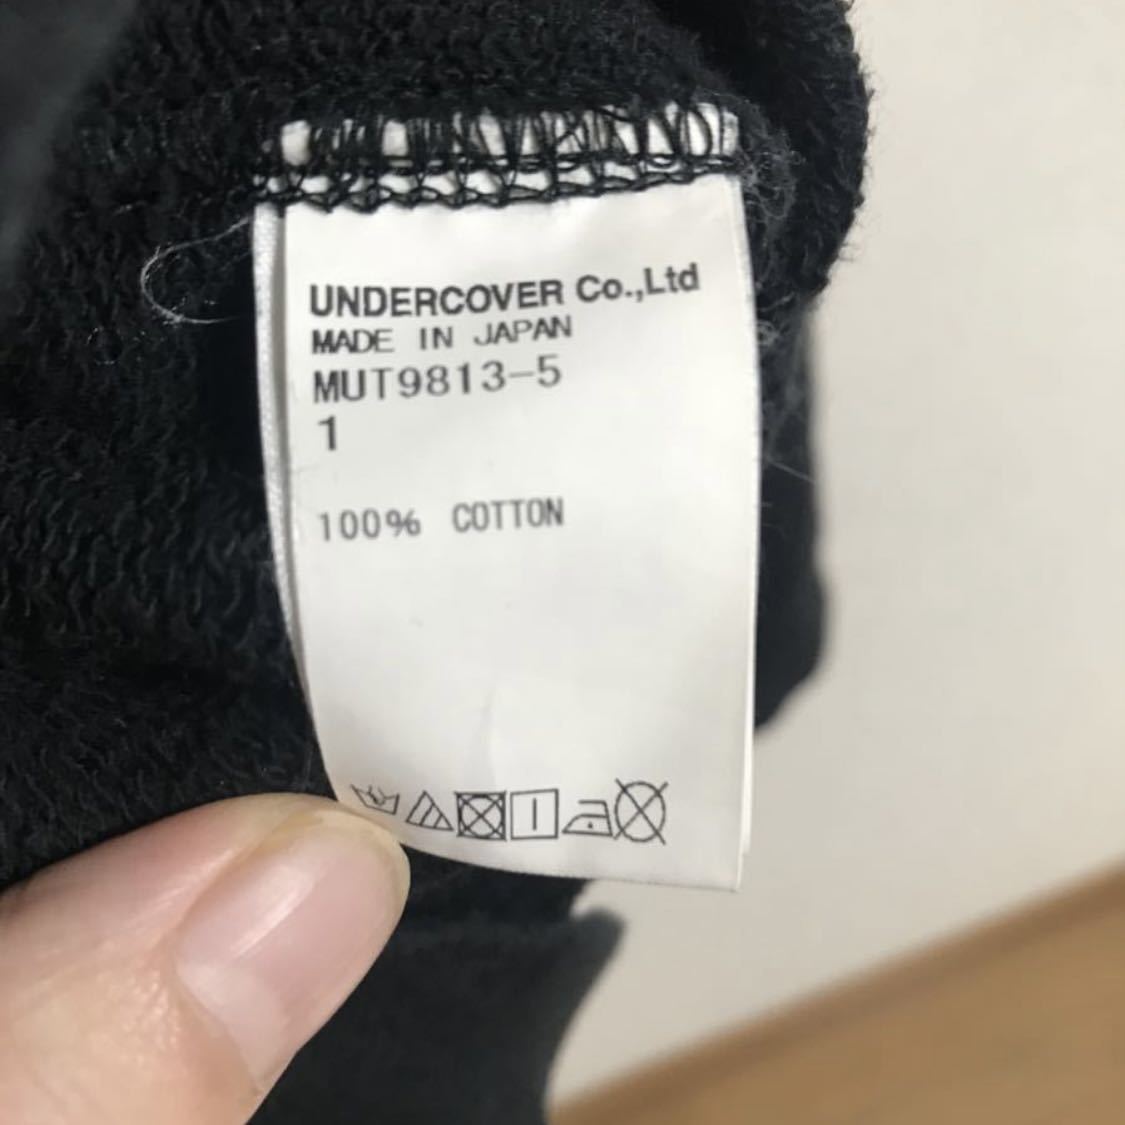 UNDERCOVER Co.,Ltd
MADE IN JAPAN
MUT9813-5
1
100% COTTON